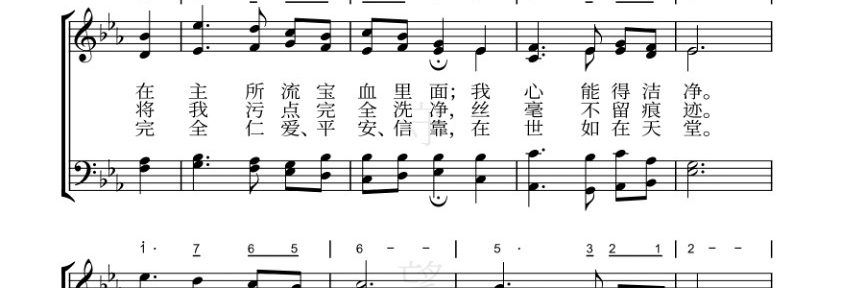 在 主 所 流 宝 血 里 面；我 心 能 得 洁 净。
将 我 污 点 完 全 洗 净，丝 毫 不 留 痕 迹。
完 全 仁 爱、平 安、信 靠，在 世 如 在 天 堂。
i · 7 6 5 | 6 - - | 5 · 3 2 1 | 2 - -